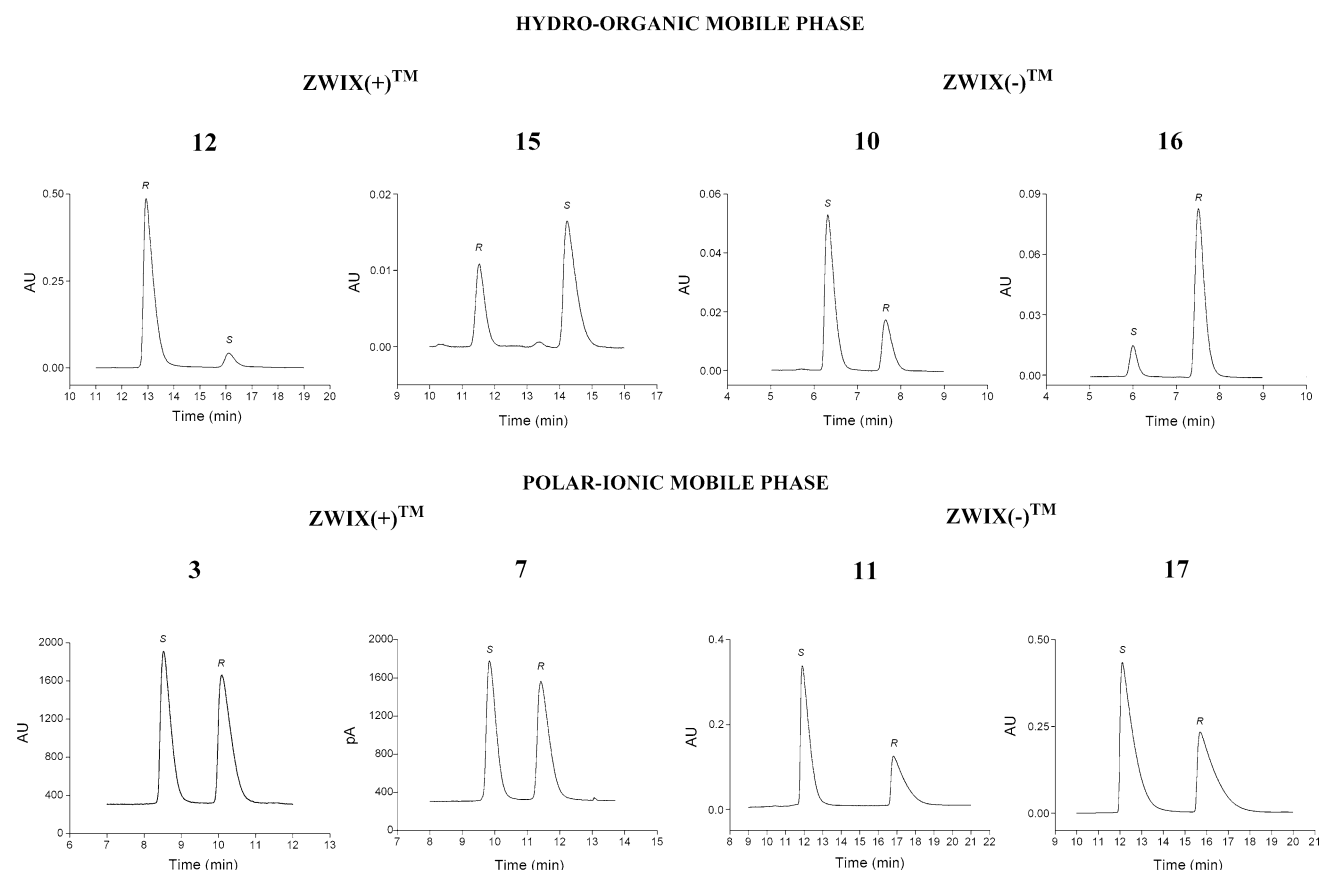 HYDRO-ORGANIC MOBILE PHASE
ZWIX(+)TM ZWIX(-)TM
12 15 10 16
R
S
0.50
0.25
0.00
AU
10 11 12 13 14 15 16 17 18 19 20
Time (min)
R
S
0.02
0.01
0.00
AU
9 10 11 12 13 14 15 16 17
Time (min)
S
R
0.06
0.04
0.02
0.00
AU
4 5 6 7 8 9 10
Time (min)
S
R
0.09
0.06
0.03
0.00
AU
4 5 6 7 8 9 10
Time (min)
POLAR-IONIC MOBILE PHASE
ZWIX(+)TM ZWIX(-)TM
3 7 11 17
S
R
2000
1600
1200
800
400
0
AU
6 7 8 9 10 11 12 13
Time (min)
S
R
2000
1600
1200
800
400
0
pA
7 8 9 10 11 12 13 14 15
Time (min)
S
R
0.4
0.2
0.0
AU
8 9 10 11 12 13 14 15 16 17 18 19 20 21 22
Time (min)
S
R
0.50
0.25
0.00
AU
9 10 11 12 13 14 15 16 17 18 19 20 21
Time (min)